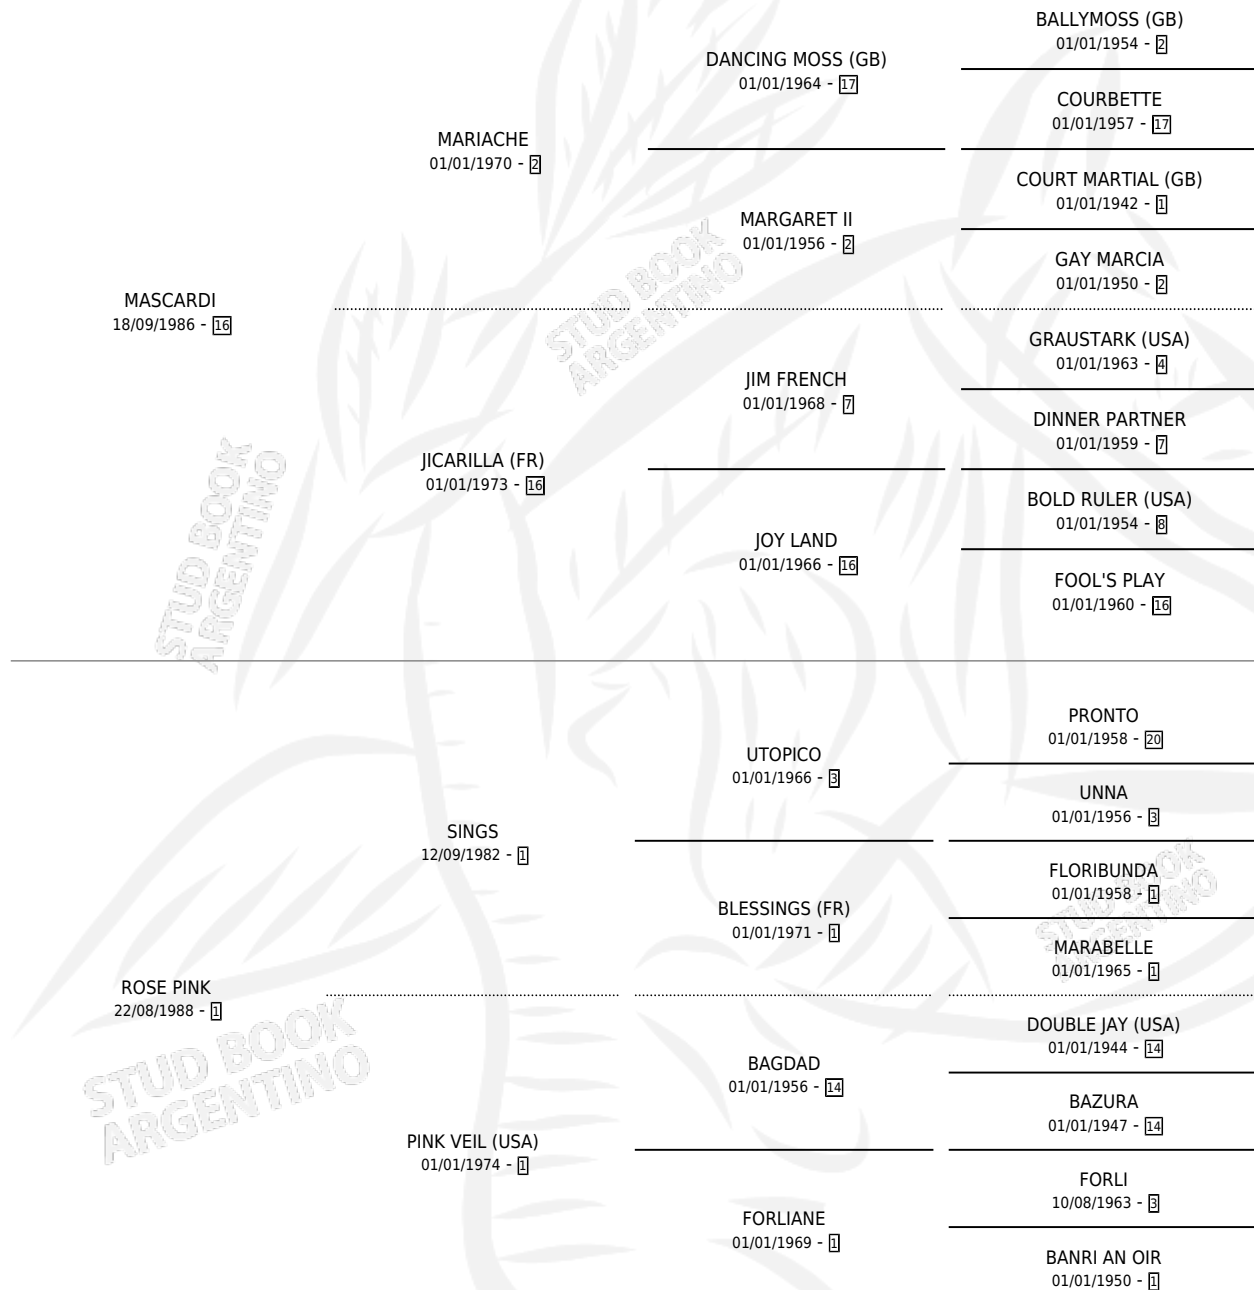 BALLYMOSS (GB)
01/01/1954 - 2
DANCING MOSS (GB)
01/01/1964 - 17
COURBETTE
01/01/1957 - 17
MARIACHE
01/01/1970 - 2
COURT MARTIAL (GB)
01/01/1942 - 1
MARGARET II
01/01/1956 - 2
GAY MARCIA
01/01/1950 - 2
MASCARDI
18/09/1986 - 16
GRAUSTARK (USA)
01/01/1963 - 4
JIM FRENCH
01/01/1968 - 7
DINNER PARTNER
01/01/1959 - 7
JICARILLA (FR)
01/01/1973 - 16
BOLD RULER (USA)
01/01/1954 - 8
JOY LAND
01/01/1966 - 16
FOOL'S PLAY
01/01/1960 - 16
PRONTO
01/01/1958 - 20
UTOPICO
01/01/1966 - 3
UNNA
01/01/1956 - 3
SINGS
12/09/1982 - 1
FLORIBUNDA
01/01/1958 - 1
BLESSINGS (FR)
01/01/1971 - 1
MARABELLE
01/01/1965 - 1
ROSE PINK
22/08/1988 - 1
DOUBLE JAY (USA)
01/01/1944 - 14
BAGDAD
01/01/1956 - 14
BAZURA
01/01/1947 - 14
PINK VEIL (USA)
01/01/1974 - 1
FORLI
10/08/1963 - 3
FORLIANE
01/01/1969 - 1
BANRI AN OIR
01/01/1950 - 1
STUD BOOK
ARGENTINO
STUD BOOK
ARGENTINO
STUD BOOK
ARGENTINO
STUD BOOK
ARGENTINO